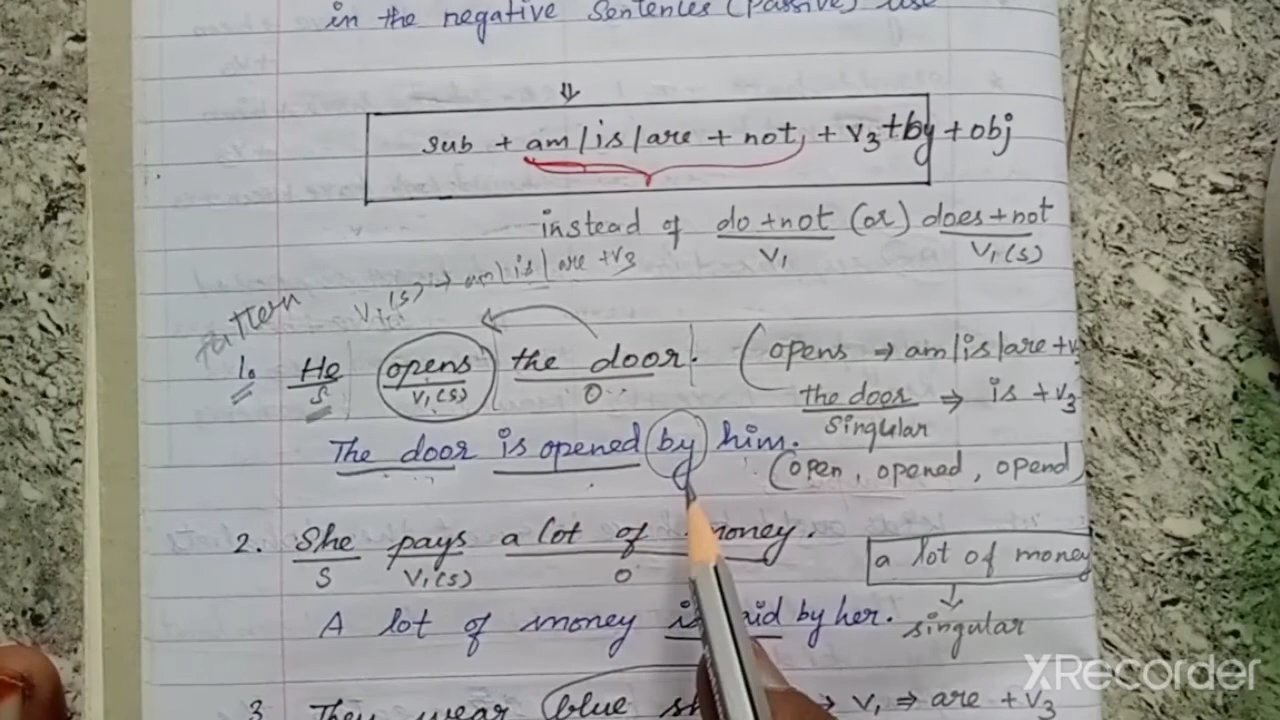 in the negative sentences (Passive) use
⇓
sub + am/is/are + not, + V3 + by + obj
instead of do+not (or) does+not
V1 V1(s)
V1(s) → am/is/are +V3
Pattern
1. He opens the door. (opens ⇒ am/is/are+V
S V1(s) O the door ⇒ is + V3
singular
The door is opened by him.
(open, opened, opend)
2. She pays a lot of money. a lot of money
S V1(s) O ↓
A lot of money is paid by her. singular
3. They wear blue → V1 ⇒ are + V3
XRecorder